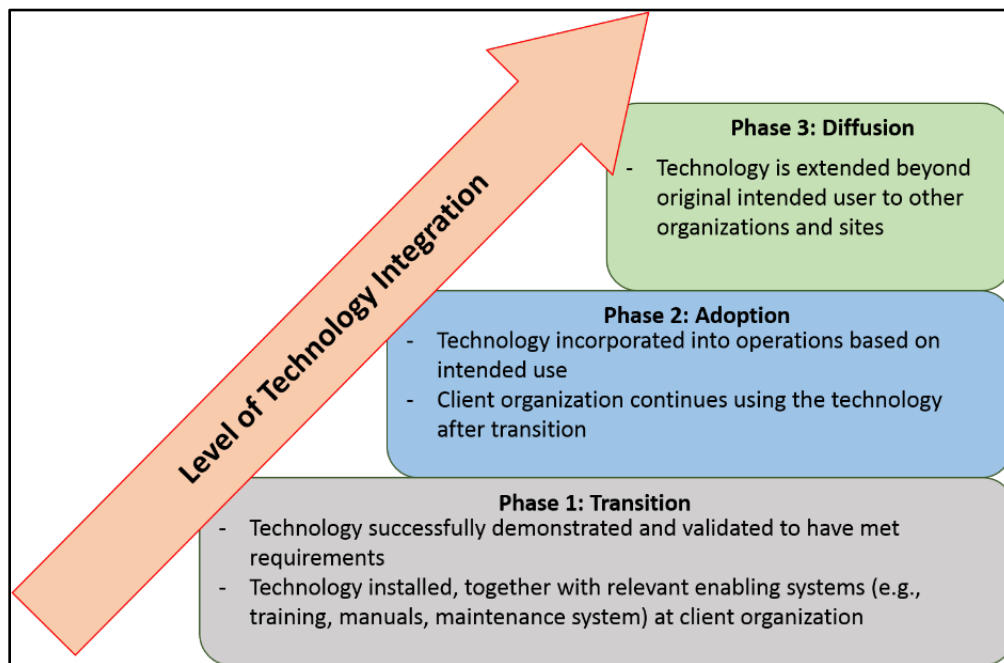 Phase 3: Diffusion
- Technology is extended beyond
original intended user to other
organizations and sites
Level of Technology Integration
Phase 2: Adoption
- Technology incorporated into operations based on
intended use
- Client organization continues using the technology
after transition
Phase 1: Transition
- Technology successfully demonstrated and validated to have met
requirements
- Technology installed, together with relevant enabling systems (e.g.,
training, manuals, maintenance system) at client organization